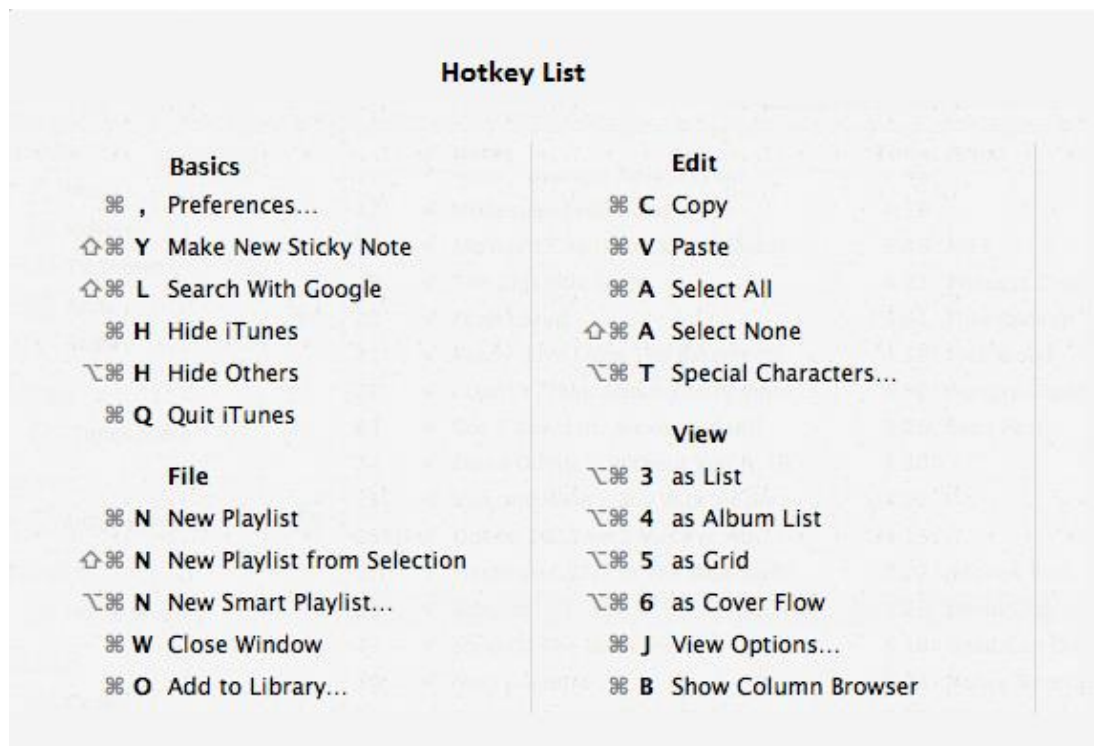 Hotkey List
Basics
⌘ , Preferences...
⇧⌘ Y Make New Sticky Note
⇧⌘ L Search With Google
⌘ H Hide iTunes
⌥⌘ H Hide Others
⌘ Q Quit iTunes
File
⌘ N New Playlist
⇧⌘ N New Playlist from Selection
⌥⌘ N New Smart Playlist...
⌘ W Close Window
⌘ O Add to Library...
Edit
⌘ C Copy
⌘ V Paste
⌘ A Select All
⇧⌘ A Select None
⌥⌘ T Special Characters...
View
⌥⌘ 3 as List
⌥⌘ 4 as Album List
⌥⌘ 5 as Grid
⌥⌘ 6 as Cover Flow
⌘ J View Options...
⌘ B Show Column Browser